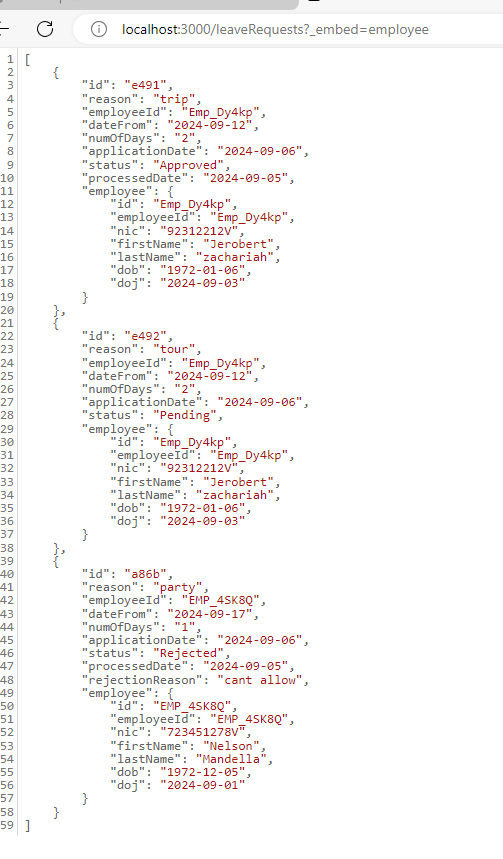 localhost:3000/leaveRequests?_embed=employee
1 [
2 {
3 "id": "e491",
4 "reason": "trip",
5 "employeeId": "Emp_Dy4kp",
6 "dateFrom": "2024-09-12",
7 "numOfDays": "2",
8 "applicationDate": "2024-09-06",
9 "status": "Approved",
10 "processedDate": "2024-09-05",
11 "employee": {
12 "id": "Emp_Dy4kp",
13 "employeeId": "Emp_Dy4kp",
14 "nic": "92312212V",
15 "firstName": "Jerobert",
16 "lastName": "zachariah",
17 "dob": "1972-01-06",
18 "doj": "2024-09-03"
19 }
20 },
21 {
22 "id": "e492",
23 "reason": "tour",
24 "employeeId": "Emp_Dy4kp",
25 "dateFrom": "2024-09-12",
26 "numOfDays": "2",
27 "applicationDate": "2024-09-06",
28 "status": "Pending",
29 "employee": {
30 "id": "Emp_Dy4kp",
31 "employeeId": "Emp_Dy4kp",
32 "nic": "92312212V",
33 "firstName": "Jerobert",
34 "lastName": "zachariah",
35 "dob": "1972-01-06",
36 "doj": "2024-09-03"
37 }
38 },
39 {
40 "id": "a86b",
41 "reason": "party",
42 "employeeId": "EMP_4SK8Q",
43 "dateFrom": "2024-09-17",
44 "numOfDays": "1",
45 "applicationDate": "2024-09-06",
46 "status": "Rejected",
47 "processedDate": "2024-09-05",
48 "rejectionReason": "cant allow",
49 "employee": {
50 "id": "EMP_4SK8Q",
51 "employeeId": "EMP_4SK8Q",
52 "nic": "723451278V",
53 "firstName": "Nelson",
54 "lastName": "Mandella",
55 "dob": "1972-12-05",
56 "doj": "2024-09-01"
57 }
58 }
59 ]